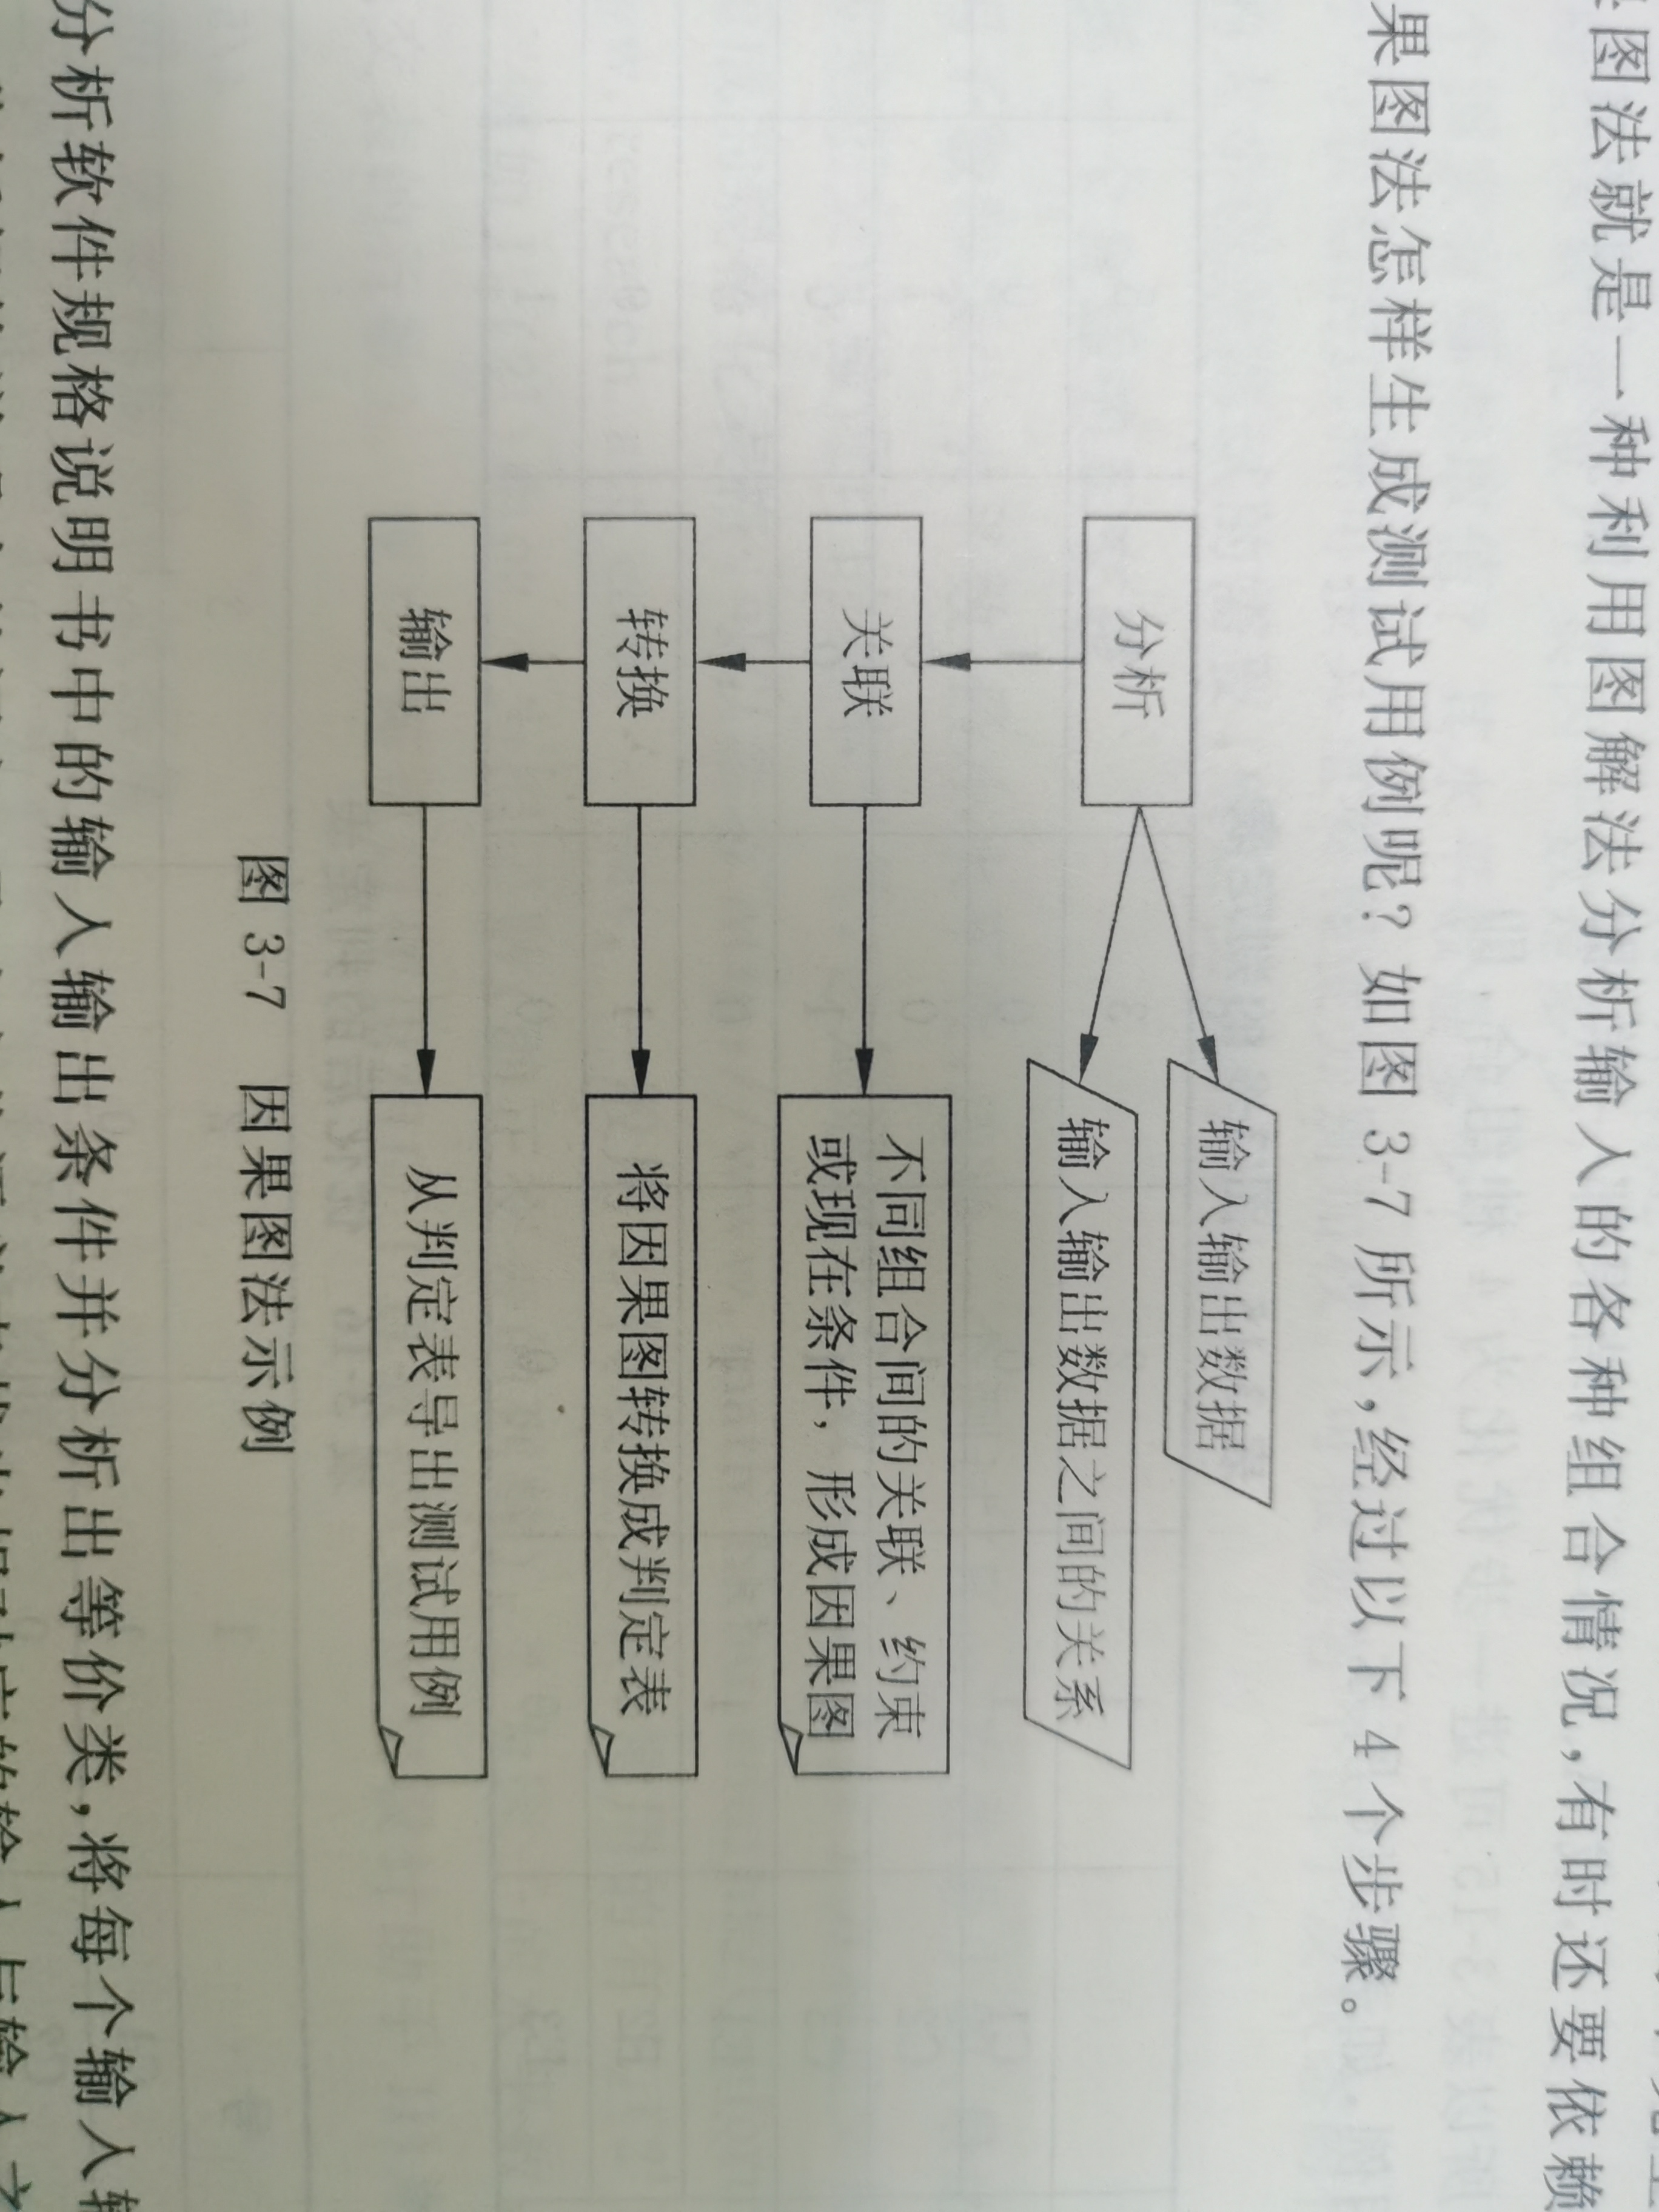 图法就是一种利用图解法分析输入的各种组合情况,有时还要依赖
果图法怎样生成测试用例呢?如图 3-7 所示,经过以下 4 个步骤。
分析
输入输出数据
输入输出数据之间的关系
关联
不同组合间的关联、约束
或现在条件，形成因果图
转换
将因果图转换成判定表
输出
从判定表导出测试用例
图 3-7 因果图法示例
分析软件规格说明书中的输入输出条件并分析出等价类,将每个输入输